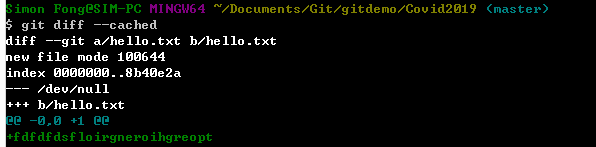 Simon Fong@SIM-PC MINGW64 ~/Documents/Git/gitdemo/Covid2019 (master)
$ git diff --cached
diff --git a/hello.txt b/hello.txt
new file mode 100644
index 0000000..8b40e2a
--- /dev/null
+++ b/hello.txt
@@ -0,0 +1 @@
+fdfdfdsfloirgneroihgreopt